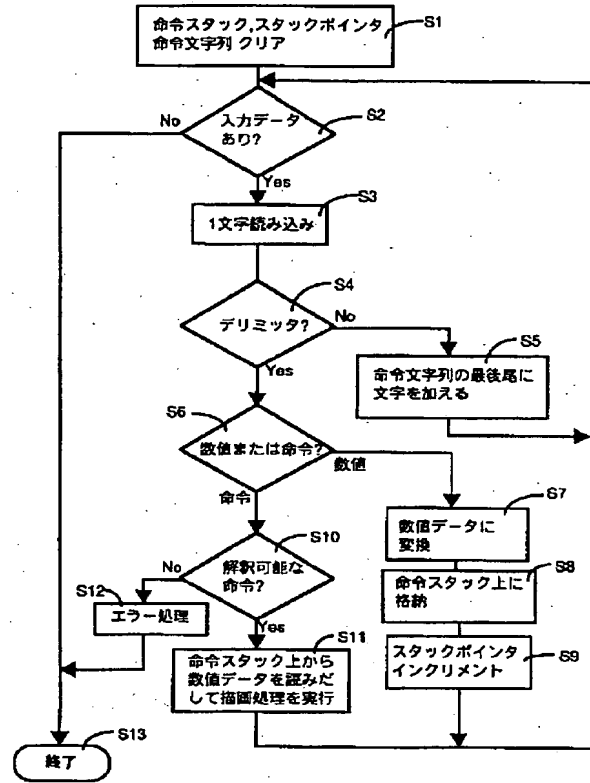 命令スタック,スタックポインタ
命令文字列 クリア
S1
入力データ
あり?
S2
No
Yes
1文字読み込み
S3
デリミッタ?
S4
No
Yes
命令文字列の最後尾に
文字を加える
S5
S6
数値または命令?
数値
命令
数値データに
変換
S7
解釈可能な
命令?
S10
No
Yes
命令スタック上に
格納
S8
S12
エラー処理
スタックポインタ
インクリメント
S9
命令スタック上から
数値データを読みだ
して描画処理を実行
S11
終了
S13